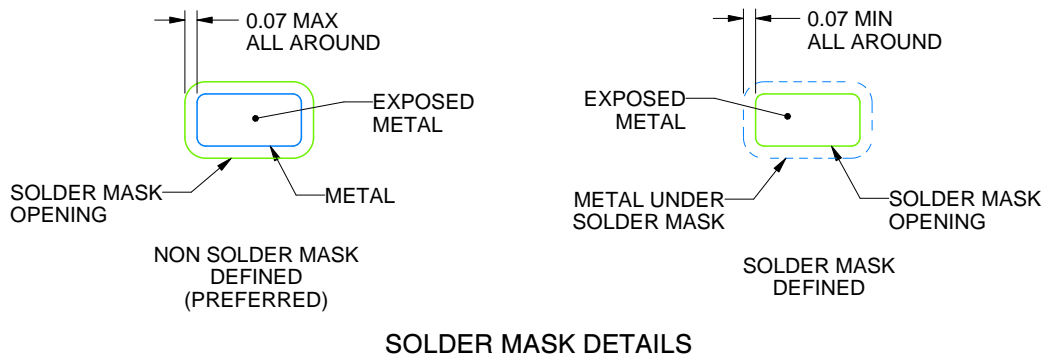 0.07 MAX
ALL AROUND
EXPOSED
METAL
SOLDER MASK
OPENING
METAL
NON SOLDER MASK
DEFINED
(PREFERRED)
0.07 MIN
ALL AROUND
EXPOSED
METAL
METAL UNDER
SOLDER MASK
SOLDER MASK
OPENING
SOLDER MASK
DEFINED
SOLDER MASK DETAILS